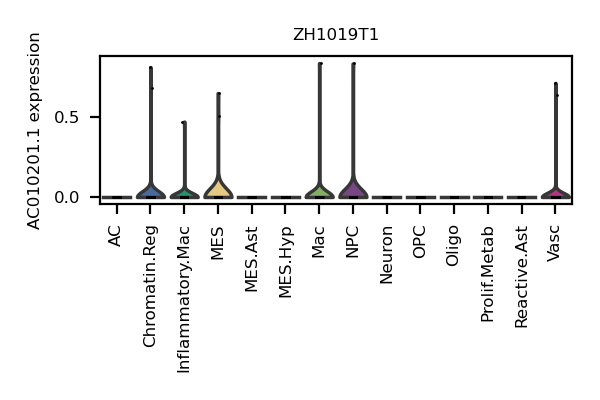 ZH1019T1
AC010201.1 expression
0.5
0.0
AC
Chromatin.Reg
Inflammatory.Mac
MES
MES.Ast
MES.Hyp
Mac
NPC
Neuron
OPC
Oligo
Prolif.Metab
Reactive.Ast
Vasc